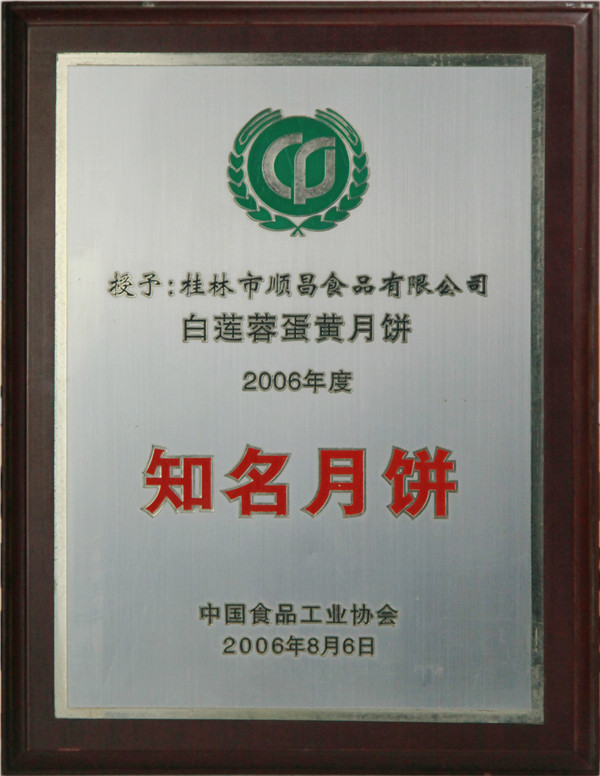 授予:桂林市顺昌食品有限公司
白莲蓉蛋黄月饼
2006年度
知名月饼
中国食品工业协会
2006年8月6日